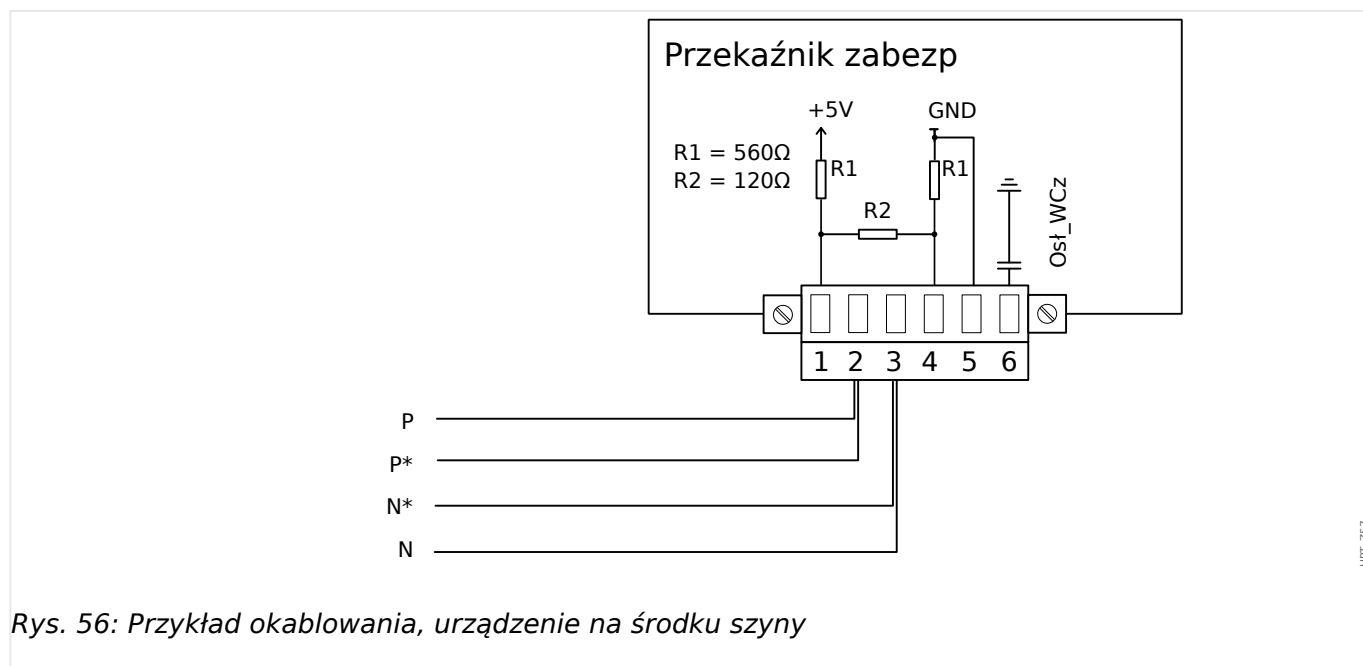 Przekaźnik zabezp
+5V
GND
R1 = 560Ω
R2 = 120Ω
R1
R1
R2
Osł_WCz
1 2 3 4 5 6
P
P*
N*
N
Rys. 56: Przykład okablowania, urządzenie na środku szyny